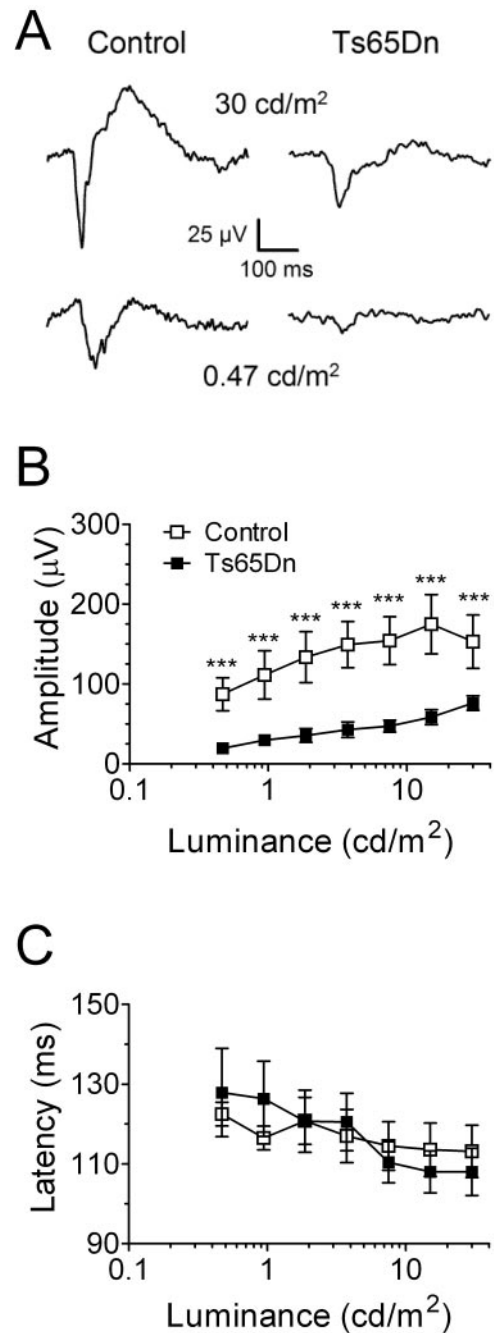 A
Control Ts65Dn
30 cd/m²
25 µV
100 ms
0.47 cd/m²
B
300
200
100
0
Amplitude (µV)
Control
Ts65Dn
*** *** *** *** *** *** ***
0.1 1 10
Luminance (cd/m²)
C
150
130
110
90
Latency (ms)
0.1 1 10
Luminance (cd/m²)